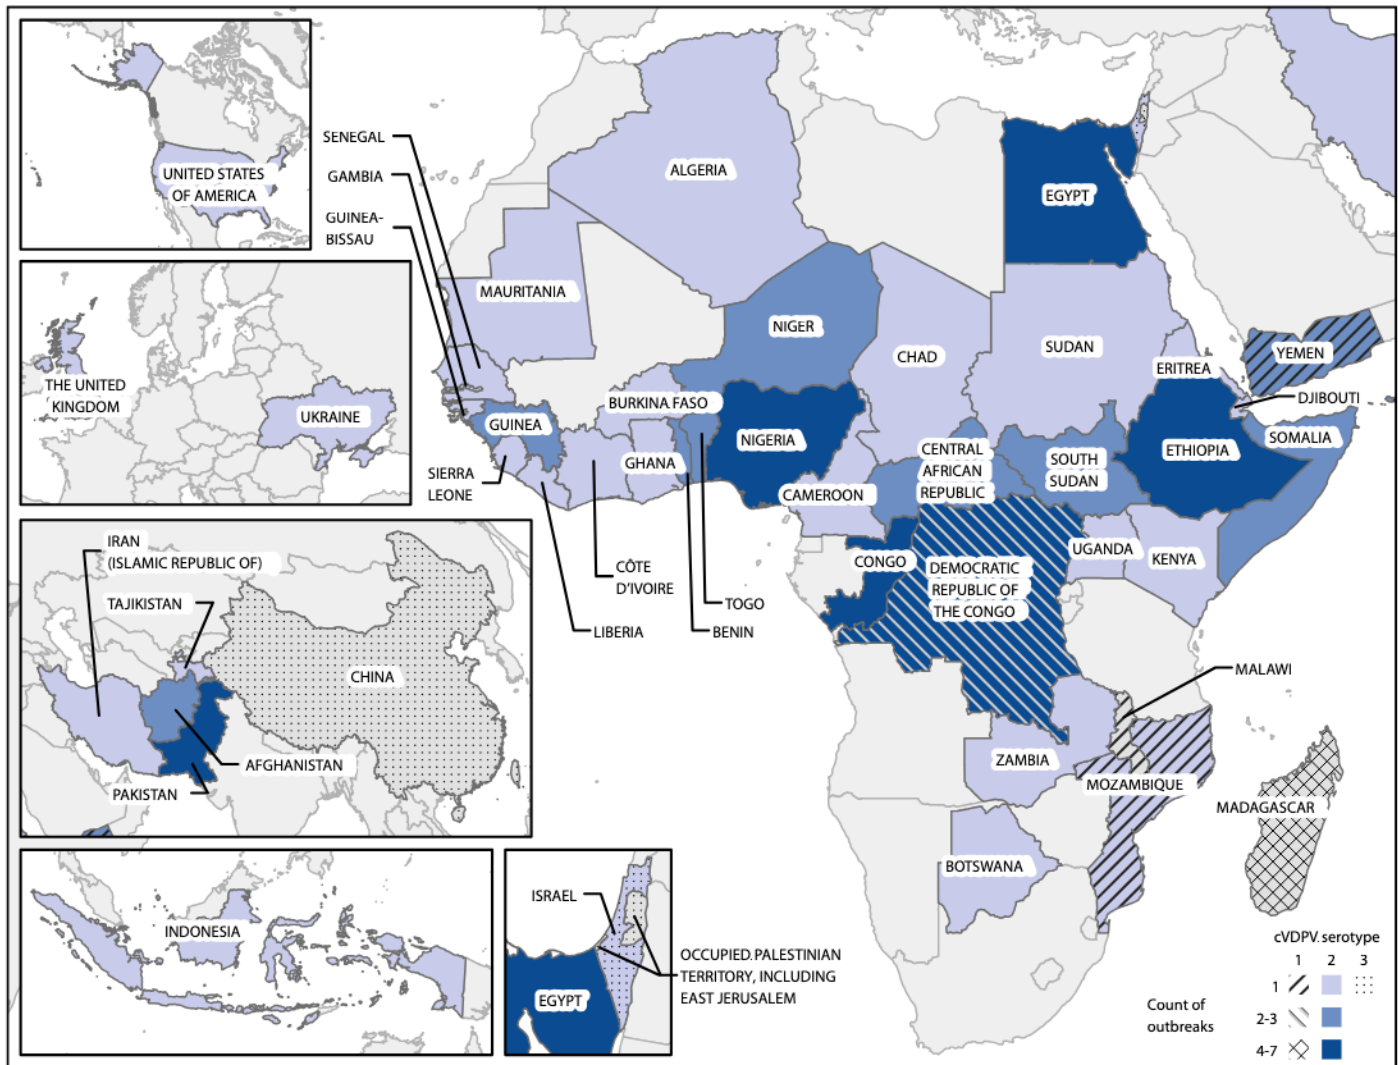 UNITED STATES
OF AMERICA
THE UNITED
KINGDOM
UKRAINE
IRAN
(ISLAMIC REPUBLIC OF)
TAJIKISTAN
CHINA
AFGHANISTAN
PAKISTAN
INDONESIA
ISRAEL
EGYPT
OCCUPIED.PALESTINIAN
TERRITORY, INCLUDING
EAST JERUSALEM
SENEGAL
GAMBIA
GUINEA-
BISSAU
ALGERIA
EGYPT
MAURITANIA
NIGER
CHAD
SUDAN
ERITREA
YEMEN
DJIBOUTI
BURKINA.FASO
GUINEA
NIGERIA
GHANA
SIERRA
LEONE
CAMEROON
CENTRAL
AFRICAN
REPUBLIC
SOUTH
SUDAN
ETHIOPIA
SOMALIA
CÔTE
D'IVOIRE
LIBERIA
TOGO
BENIN
CONGO
DEMOCRATIC
REPUBLIC OF
THE CONGO
UGANDA
KENYA
MALAWI
ZAMBIA
MOZAMBIQUE
MADAGASCAR
BOTSWANA
cVDPV.serotype
1 2 3
Count of
outbreaks
1
2-3
4-7